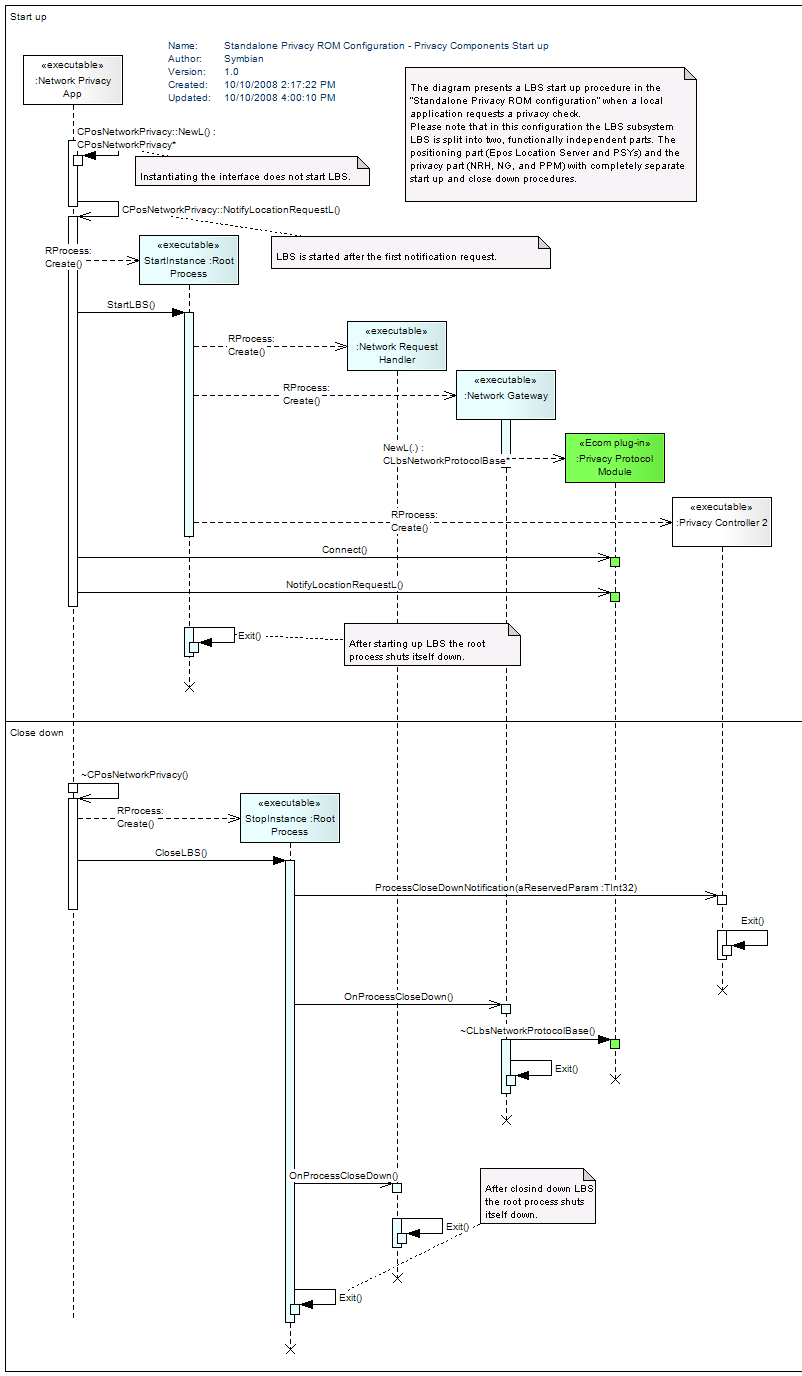 Start up
Name: Standalone Privacy ROM Configuration - Privacy Components Start up
Author: Symbian
Version: 1.0
Created: 10/10/2008 2:17:22 PM
Updated: 10/10/2008 4:00:10 PM
«executable»
:Network Privacy
App
The diagram presents a LBS start up procedure in the
"Standalone Privacy ROM configuration" when a local
application requests a privacy check.
Please note that in this configuration the LBS subsystem
LBS is split into two, functionally independent parts. The
positioning part (Epos Location Server and PSYs) and the
privacy part (NRH, NG, and PPM) with completely separate
start up and close down procedures.
CPosNetworkPrivacy::NewL() :
CPosNetworkPrivacy*
Instantiating the interface does not start LBS.
CPosNetworkPrivacy::NotifyLocationRequestL()
RProcess:
Create()
«executable»
StartInstance :Root
Process
LBS is started after the first notification request.
StartLBS()
RProcess:
Create()
«executable»
:Network Request
Handler
RProcess:
Create()
«executable»
:Network Gateway
NewL(.) :
CLbsNetworkProtocolBase*
«Ecom plug-in»
:Privacy Protocol
Module
RProcess:
Create()
«executable»
:Privacy Controller 2
Connect()
NotifyLocationRequestL()
Exit()
After starting up LBS the root
process shuts itself down.
Close down
~CPosNetworkPrivacy()
RProcess:
Create()
«executable»
StopInstance :Root
Process
CloseLBS()
ProcessCloseDownNotification(aReservedParam :TInt32)
Exit()
OnProcessCloseDown()
~CLbsNetworkProtocolBase()
Exit()
OnProcessCloseDown()
After closind down LBS
the root process shuts
itself down.
Exit()
Exit()